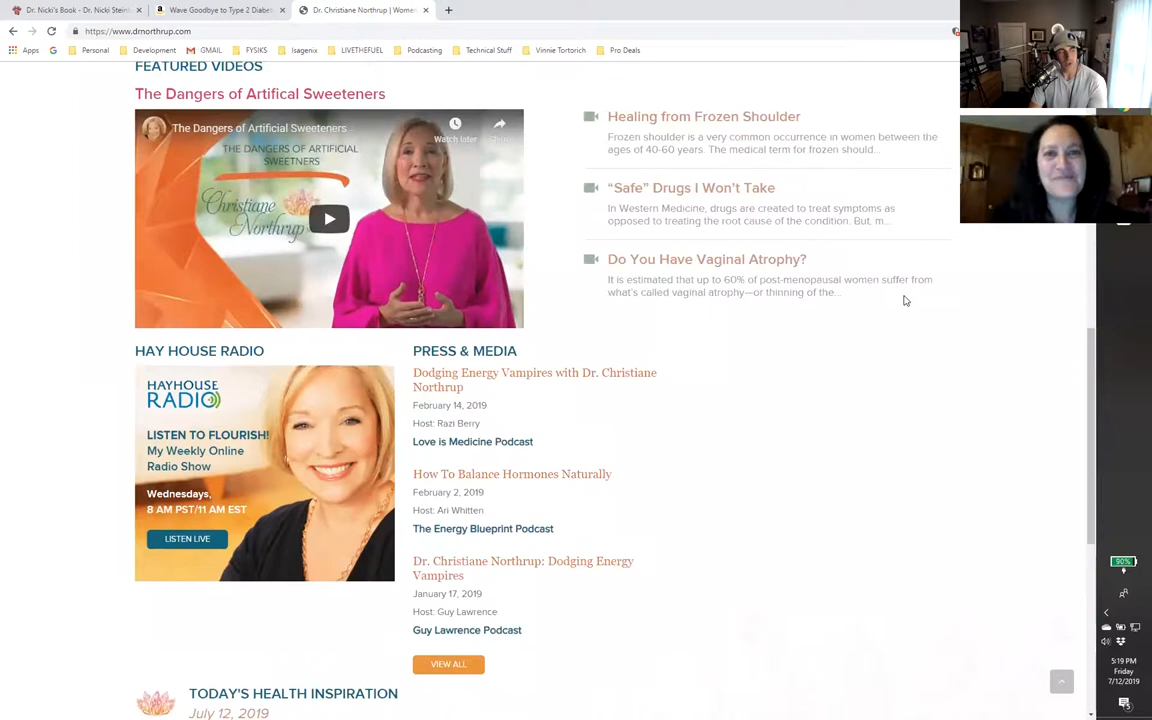 Dr. Nicki's Book - Dr. Nicki Stein
Wave Goodbye to Type 2 Diabet
Dr. Christiane Northrup | Women
https://www.drnorthrup.com
Apps
Personal
Development
GMAIL
FYSIKS
Isagenix
LIVETHEFUEL
Podcasting
Technical Stuff
Vinnie Tortorich
Pro Deals
FEATURED VIDEOS
The Dangers of Artifical Sweeteners
The Dangers of Artificial Sweeteners...
Watch later
Share
THE DANGERS OF ARTIFICIAL
SWEETNERS
Christiane
Northrup
Healing from Frozen Shoulder
Frozen shoulder is a very common occurrence in women between the
ages of 40-60 years. The medical term for frozen should...
“Safe” Drugs I Won’t Take
In Western Medicine, drugs are created to treat symptoms as
opposed to treating the root cause of the condition. But, m...
Do You Have Vaginal Atrophy?
It is estimated that up to 60% of post-menopausal women suffer from
what’s called vaginal atrophy—or thinning of the...
HAY HOUSE RADIO
HAYHOUSE
RADIO
LISTEN TO FLOURISH!
My Weekly Online
Radio Show
Wednesdays,
8 AM PST/11 AM EST
LISTEN LIVE
PRESS & MEDIA
Dodging Energy Vampires with Dr. Christiane
Northrup
February 14, 2019
Host: Razi Berry
Love is Medicine Podcast
How To Balance Hormones Naturally
February 2, 2019
Host: Ari Whitten
The Energy Blueprint Podcast
Dr. Christiane Northrup: Dodging Energy
Vampires
January 17, 2019
Host: Guy Lawrence
Guy Lawrence Podcast
VIEW ALL
TODAY'S HEALTH INSPIRATION
July 12, 2019
90%
5:19 PM
Friday
7/12/2019